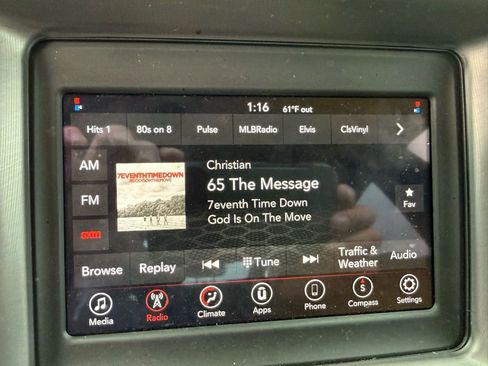 1:16 61°F out
Hits 1 80s on 8 Pulse MLBRadio Elvis ClsVinyl
AM
FM
SXM
7EVENTHTIMEDOWN
#GODISONTHEMOVE
Christian
65 The Message
7eventh Time Down
God Is On The Move
Fav
Browse Replay Tune Traffic & Weather Audio
Media Radio Climate Apps Phone S Compass Settings